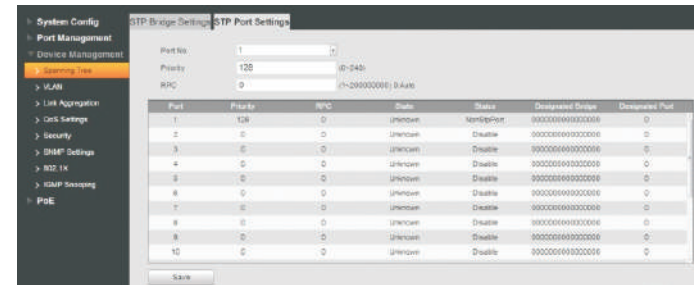 System Config
Port Management
Device Management
Spanning Tree
VLAN
Link Aggregation
QoS Settings
Security
SNMP Settings
802.1X
IGMP Snooping
PoE
STP Bridge Settings STP Port Settings
Port No 1
Priority 128 (0~240)
RPC 0 (1~200000000) 0:Auto
Port Priority RPC State Status Designated Bridge Designated Port
1 128 0 Unknown NonStpPort 0000000000000000 0
2 0 0 Unknown Disable 0000000000000000 0
3 0 0 Unknown Disable 0000000000000000 0
4 0 0 Unknown Disable 0000000000000000 0
5 0 0 Unknown Disable 0000000000000000 0
6 0 0 Unknown Disable 0000000000000000 0
7 0 0 Unknown Disable 0000000000000000 0
8 0 0 Unknown Disable 0000000000000000 0
9 0 0 Unknown Disable 0000000000000000 0
10 0 0 Unknown Disable 0000000000000000 0
Save